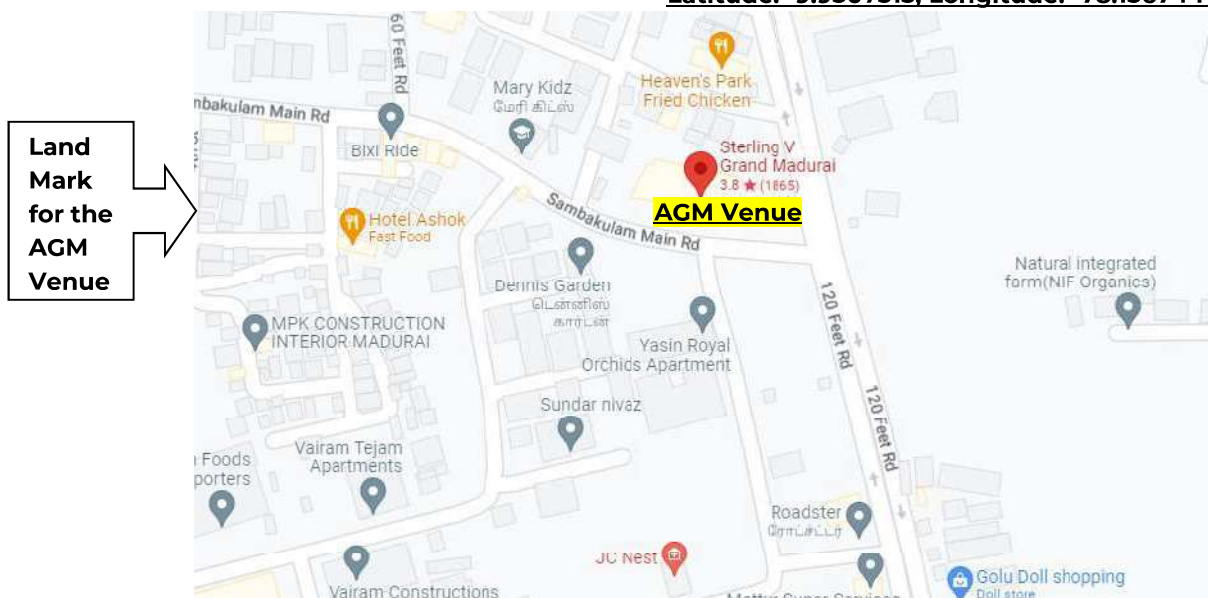 60 Feet Rd
Mary Kidz
மேரி கிட்ஸ்
Heaven's Park
Fried Chicken
nbakulam Main Rd
Bixi Ride
Sterling V
Grand Madurai
3.8 ★ (1865)
AGM Venue
Land
Mark
for the
AGM
Venue
Hotel Ashok
Fast Food
Sambakulam Main Rd
Dennis Garden
டென்னிஸ்
கார்டன்
Natural integrated
farm(NIF Organics)
120 Feet Rd
MPK CONSTRUCTION
INTERIOR MADURAI
Yasin Royal
Orchids Apartment
120 Feet Rd
Sundar nivaz
Vairam Tejam
Apartments
Foods
porters
Roadster
ரோட்ஸ்டர்
JC Nest
Vairam Constructions
Golu Doll shopping
Doll store